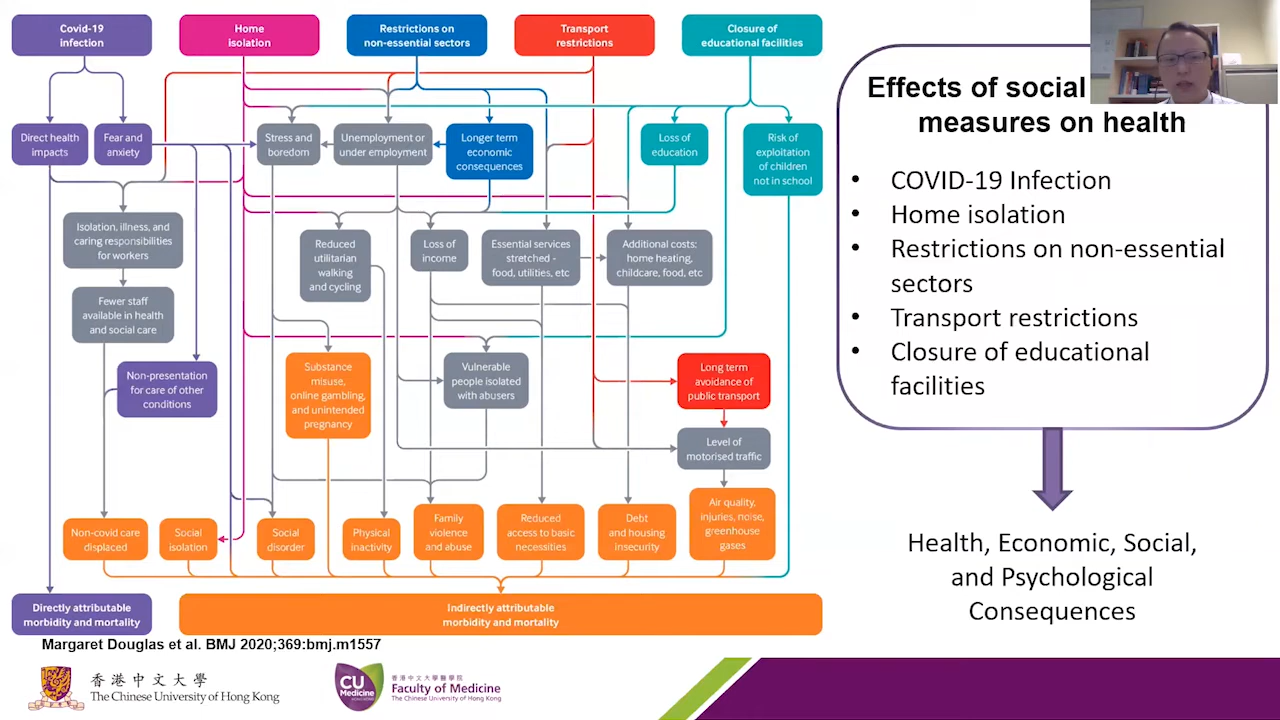 Covid-19
infection
Home
isolation
Restrictions on
non-essential sectors
Transport
restrictions
Closure of
educational facilities
Direct health
impacts
Fear and
anxiety
Stress and
boredom
Unemployment or
under employment
Longer term
economic
consequences
Loss of
education
Risk of
exploitation
of children
not in school
Isolation, illness, and
caring responsibilities
for workers
Reduced
utilitarian
walking
and cycling
Loss of
income
Essential services
stretched -
food, utilities, etc
Additional costs:
home heating,
childcare, food, etc
Fewer staff
available in health
and social care
Non-presentation
for care of other
conditions
Substance
misuse,
online gambling,
and unintended
pregnancy
Vulnerable
people isolated
with abusers
Long term
avoidance of
public transport
Level of
motorised traffic
Non-covid care
displaced
Social
isolation
Social
disorder
Physical
inactivity
Family
violence
and abuse
Reduced
access to basic
necessities
Debt
and housing
insecurity
Air quality,
injuries, noise,
greenhouse
gases
Directly attributable
morbidity and mortality
Indirectly attributable
morbidity and mortality
Margaret Douglas et al. BMJ 2020;369:bmj.m1557
Effects of social
measures on health
• COVID-19 Infection
• Home isolation
• Restrictions on non-essential
sectors
• Transport restrictions
• Closure of educational
facilities
Health, Economic, Social,
and Psychological
Consequences
香港中文大學
The Chinese University of Hong Kong
CU
Medicine
HONG KONG
香港中文大學醫學院
Faculty of Medicine
The Chinese University of Hong Kong